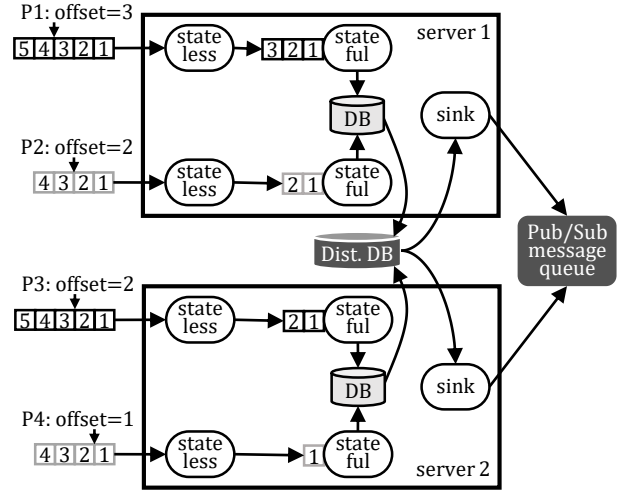 P1: offset=3
5 4 3 2 1
state
less
3 2 1
state
ful
server 1
DB
sink
P2: offset=2
4 3 2 1
state
less
2 1
state
ful
Dist. DB
Pub/Sub
message
queue
P3: offset=2
5 4 3 2 1
state
less
2 1
state
ful
DB
sink
P4: offset=1
4 3 2 1
state
less
1
state
ful
server 2